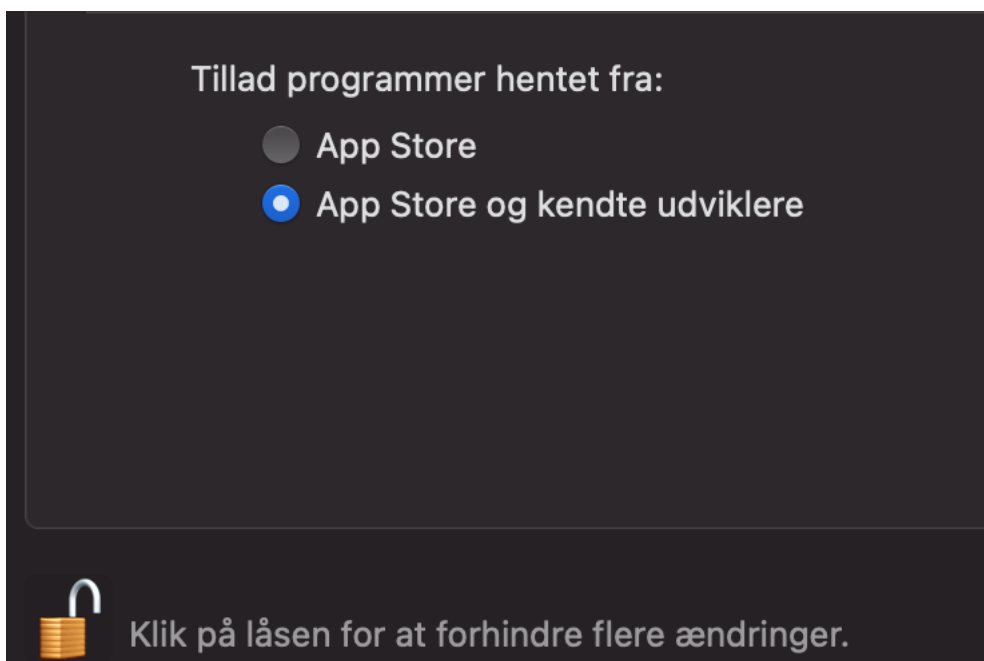 Tillad programmer hentet fra:
App Store
App Store og kendte udviklere
Klik på låsen for at forhindre flere ændringer.